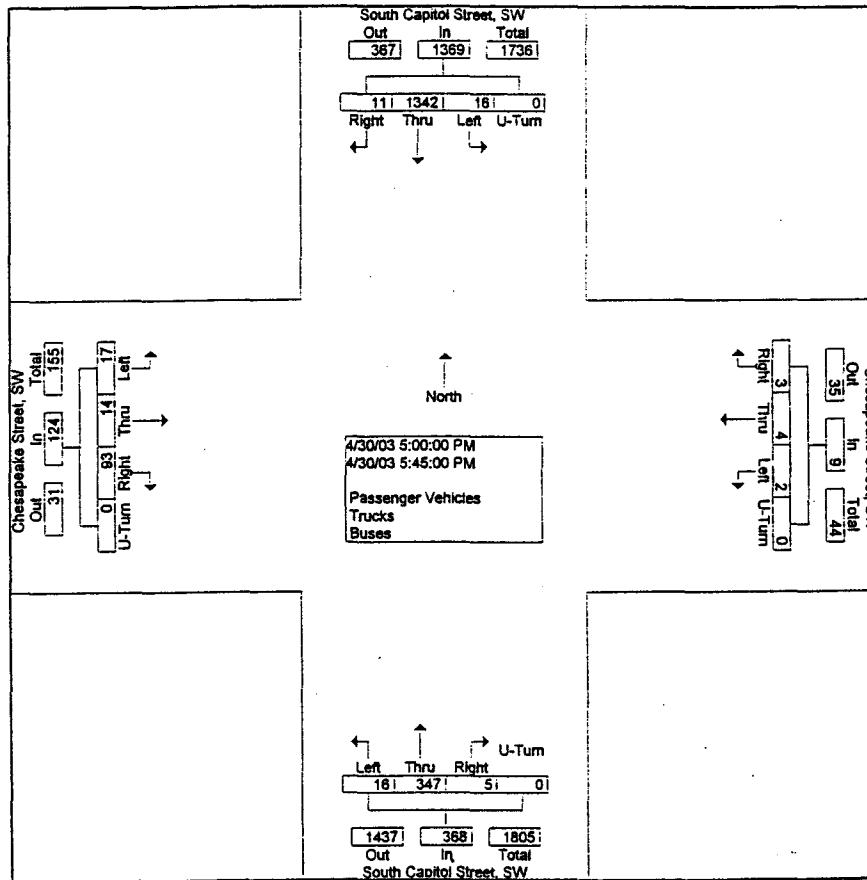 South Capitol Street, SW
Out In Total
367 1369 1736
11 1342 16 0
Right Thru Left U-Turn
Chesapeake Street, SW
Total In Out
155 124 31
17 14 93 0
Left Thru Right U-Turn
North
4/30/03 5:00:00 PM
4/30/03 5:45:00 PM
Passenger Vehicles
Trucks
Buses
Right Thru Left U-Turn
3 4 2 0
35 9 44
Out In Total
Left Thru Right U-Turn
16 347 5 0
1437 368 1805
Out In Total
South Capitol Street, SW